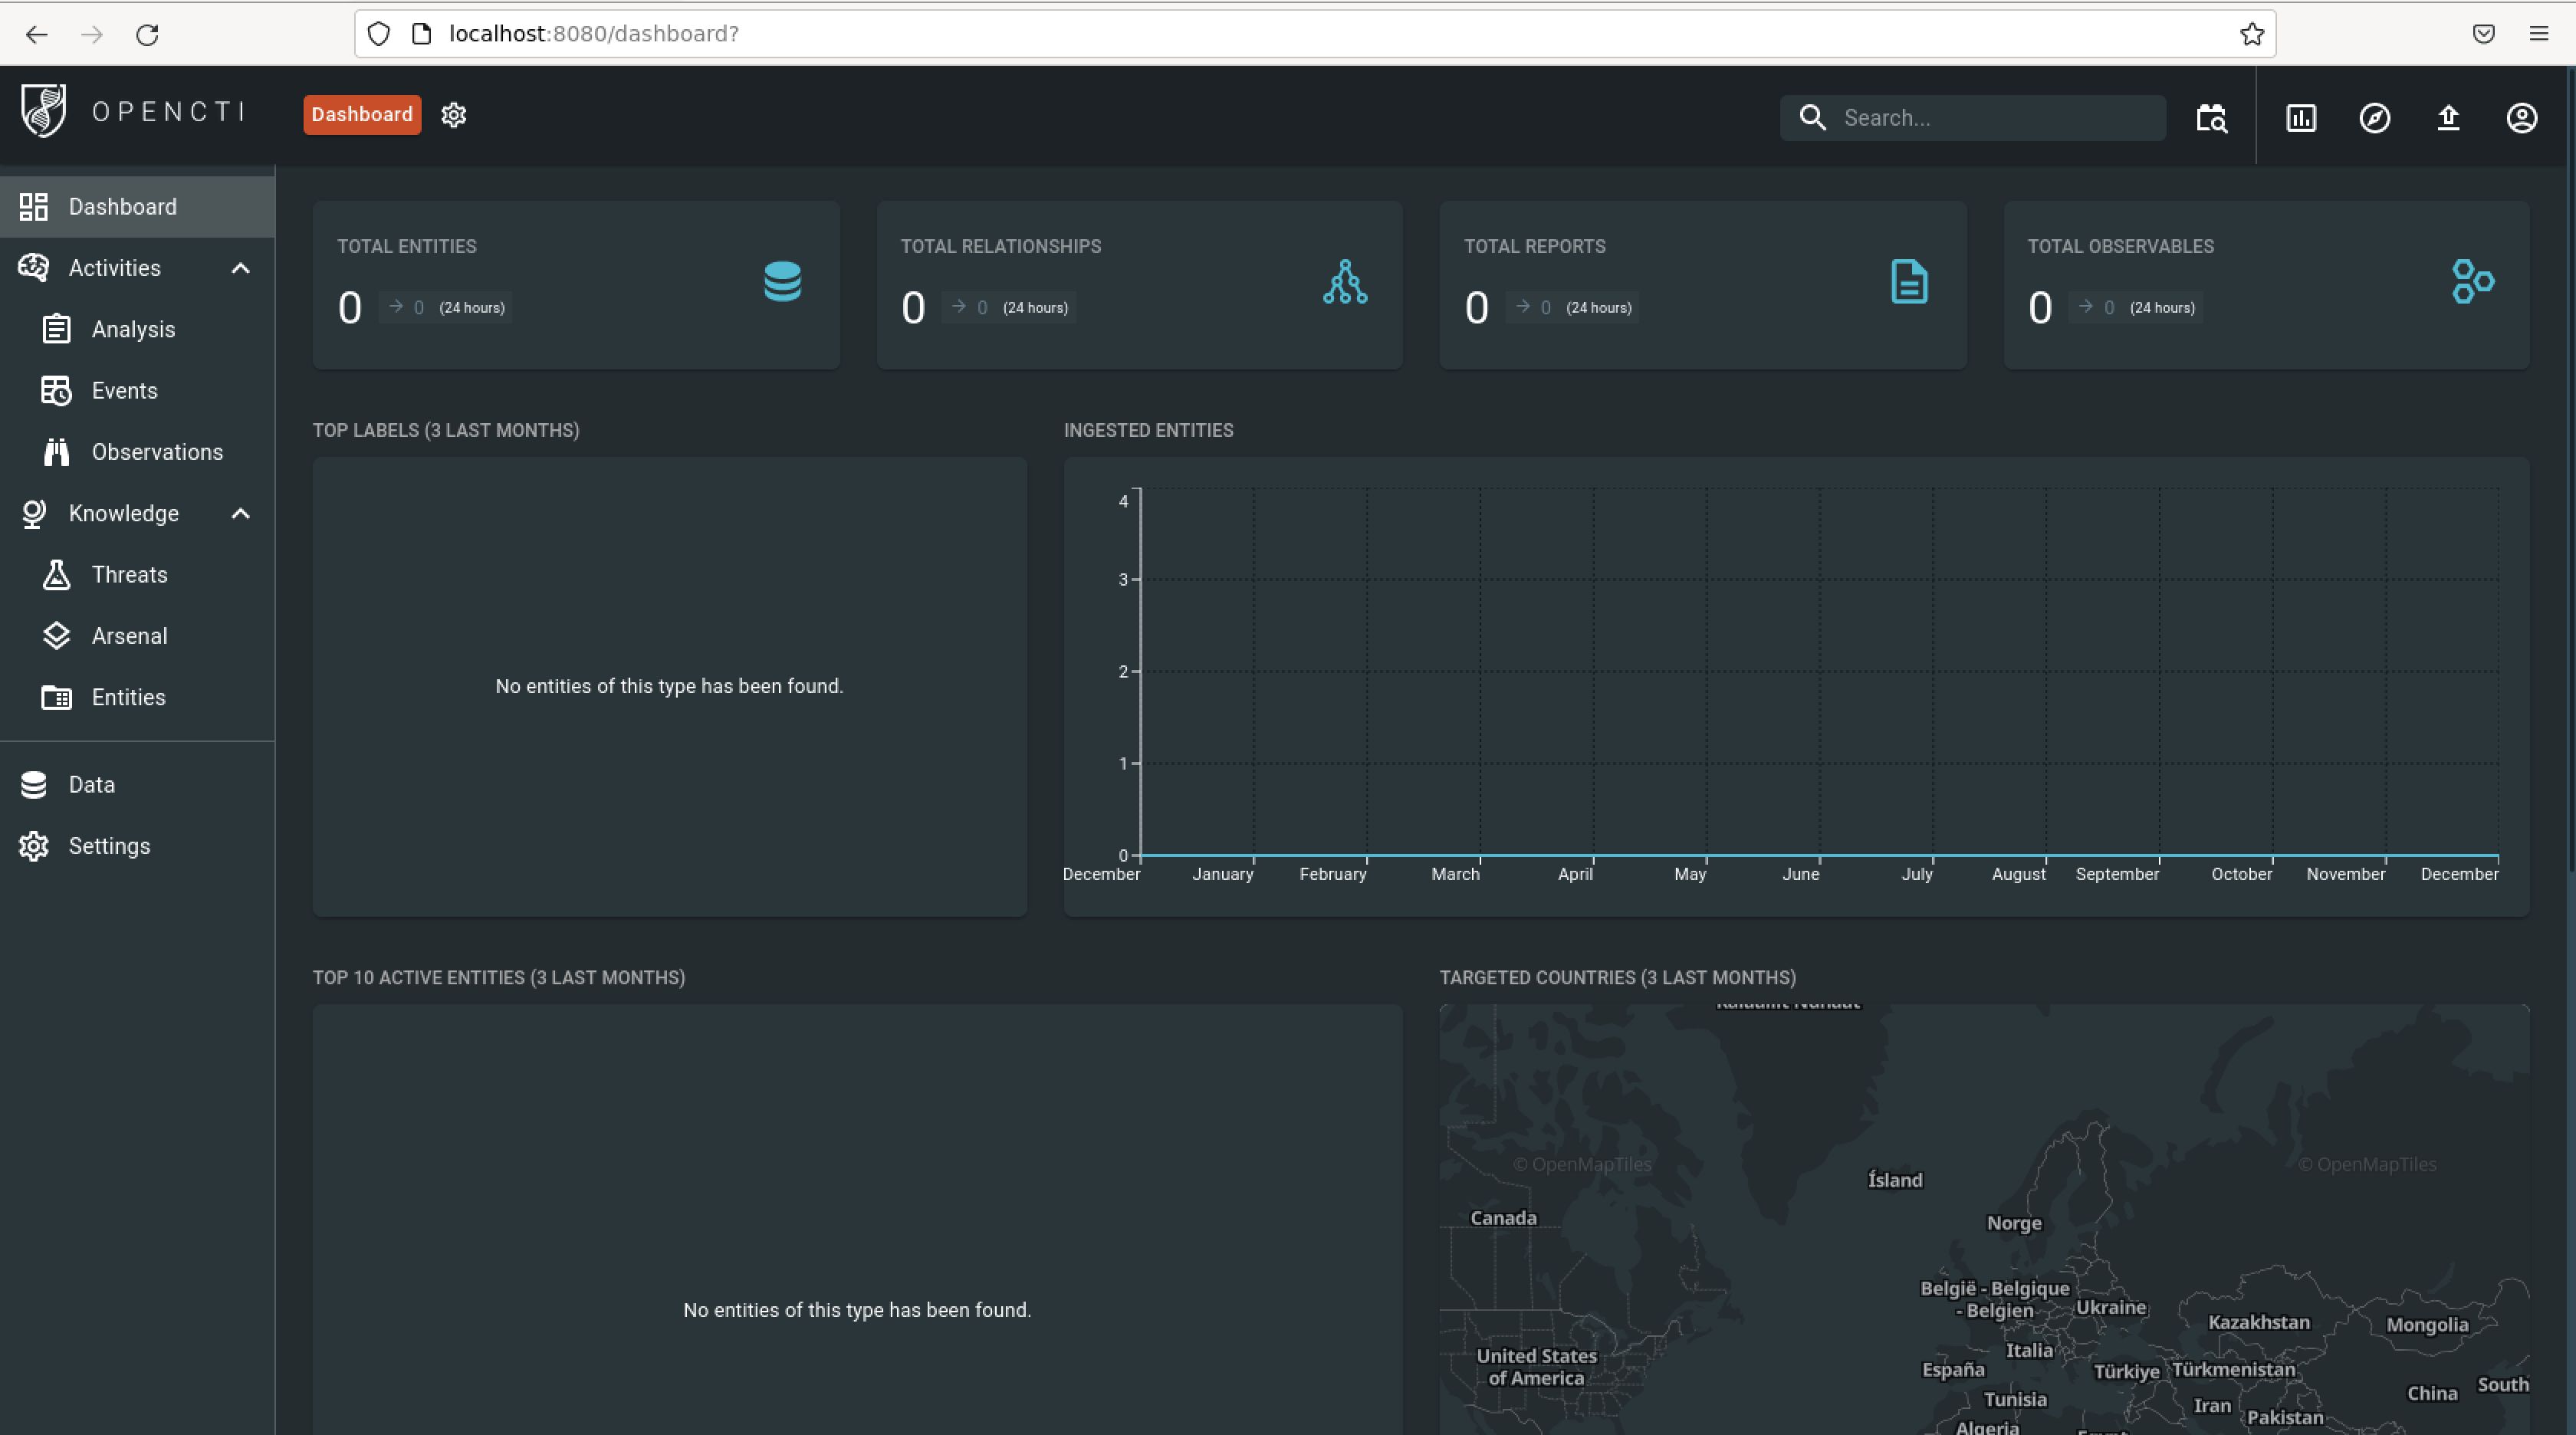 localhost:8080/dashboard?
OPENCTI
Dashboard
Search...
Dashboard
Activities
Analysis
Events
Observations
Knowledge
Threats
Arsenal
Entities
Data
Settings
TOTAL ENTITIES
0 → 0 (24 hours)
TOTAL RELATIONSHIPS
0 → 0 (24 hours)
TOTAL REPORTS
0 → 0 (24 hours)
TOTAL OBSERVABLES
0 → 0 (24 hours)
TOP LABELS (3 LAST MONTHS)
No entities of this type has been found.
INGESTED ENTITIES
4
3
2
1
0
December January February March April May June July August September October November December
TOP 10 ACTIVE ENTITIES (3 LAST MONTHS)
No entities of this type has been found.
TARGETED COUNTRIES (3 LAST MONTHS)
Kalaallit Nunaat
© OpenMapTiles © OpenMapTiles
Ísland
Canada
Norge
België - Belgique
- Belgien
Ukraine
Kazakhstan
Mongolia
Italia
United States
of America
España
Türkiye
Türkmenistan
South
China
Tunisia
Iran
Pakistan
Algeria